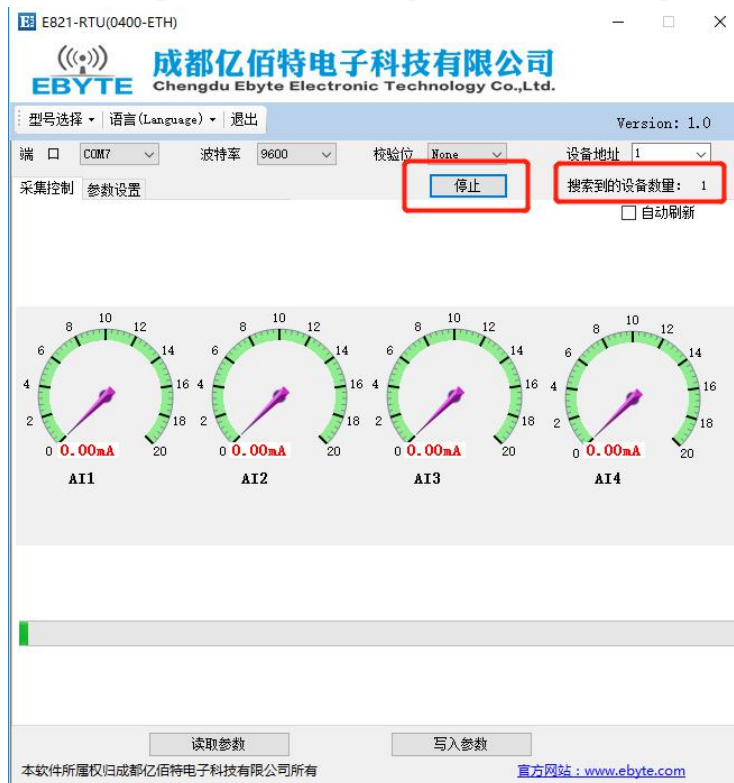 E821-RTU(0400-ETH)
EBYTE 成都亿佰特电子科技有限公司
Chengdu Ebyte Electronic Technology Co.,Ltd.
型号选择 语言(Language) 退出 Version: 1.0
端 口 COM7 波特率 9600 校验位 None 设备地址 1
采集控制 参数设置 停止 搜索到的设备数量: 1
自动刷新
0 2 4 6 8 10 12 14 16 18 20 0 2 4 6 8 10 12 14 16 18 20 0 2 4 6 8 10 12 14 16 18 20 0 2 4 6 8 10 12 14 16 18 20
0.00mA 0.00mA 0.00mA 0.00mA
AI1 AI2 AI3 AI4
读取参数 写入参数
本软件所属权归成都亿佰特电子科技有限公司所有 官方网站：www.ebyte.com